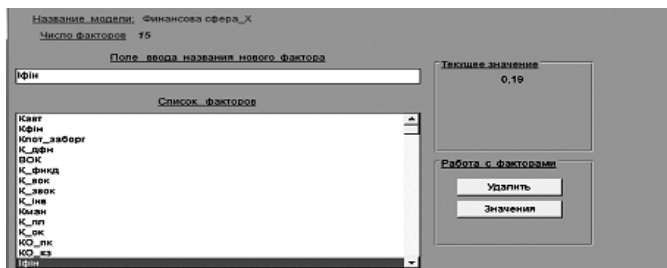 Название модели: Финансова сфера_Х
Число факторов 15
Поле ввода названия нового фактора
Іфін
Список факторов
Кавт
Кфін
Кпот_заборг
К_дфн
ВОК
К_фнкд
К_вок
К_звок
К_інв
Кман
К_пп
К_ок
КО_пк
КО_кз
Іфін
Текущее значение
0,19
Работа с факторами
Удалить
Значения